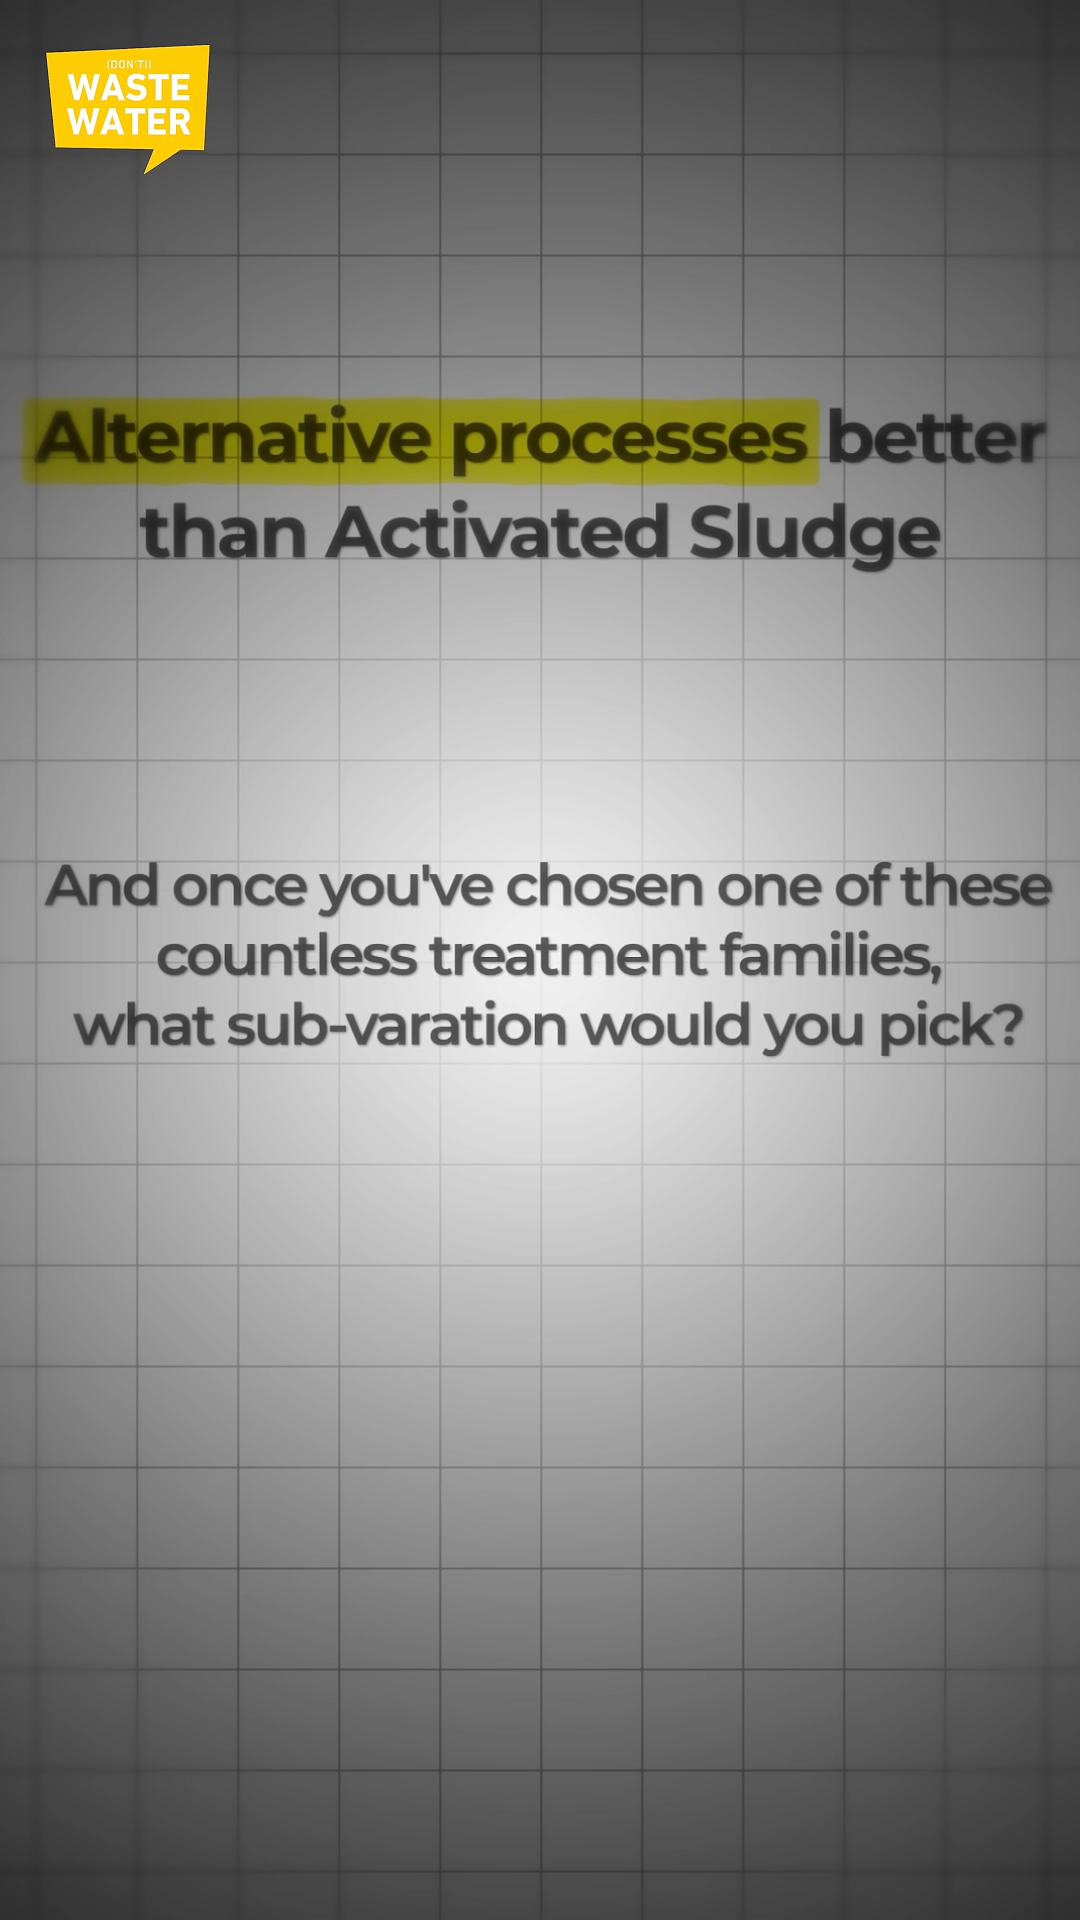 (DON'T!)
WASTE
WATER
Alternative processes better
than Activated Sludge
And once you've chosen one of these
countless treatment families,
what sub-varation would you pick?